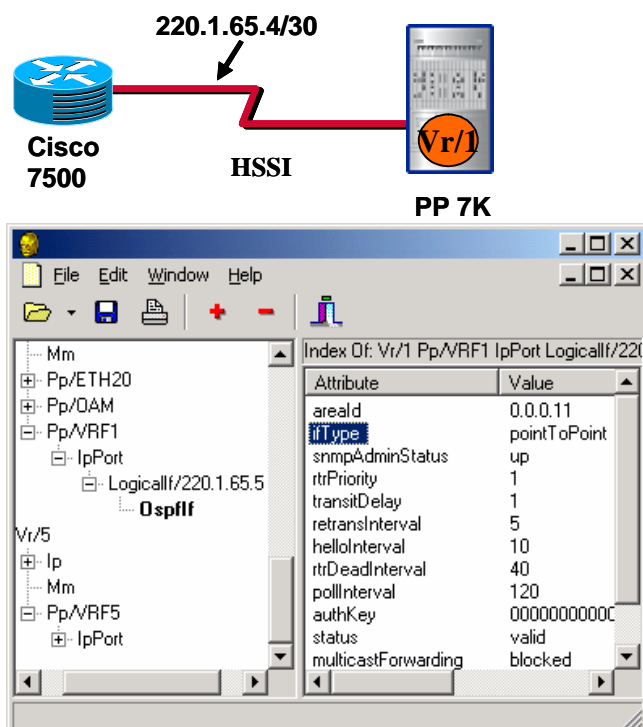 220.1.65.4/30
Cisco
7500
HSSI
Vr/1
PP 7K
File Edit Window Help
Mm
Pp/ETH20
Pp/OAM
Pp/VRF1
IpPort
LogicalIf/220.1.65.5
OspfIf
Vr/5
Ip
Mm
Pp/VRF5
IpPort
Index Of: Vr/1 Pp/VRF1 IpPort LogicalIf/220
Attribute Value
areaId 0.0.0.11
ifType pointToPoint
snmpAdminStatus up
rtrPriority 1
transitDelay 1
retransInterval 5
helloInterval 10
rtrDeadInterval 40
pollInterval 120
authKey 00000000000
status valid
multicastForwarding blocked